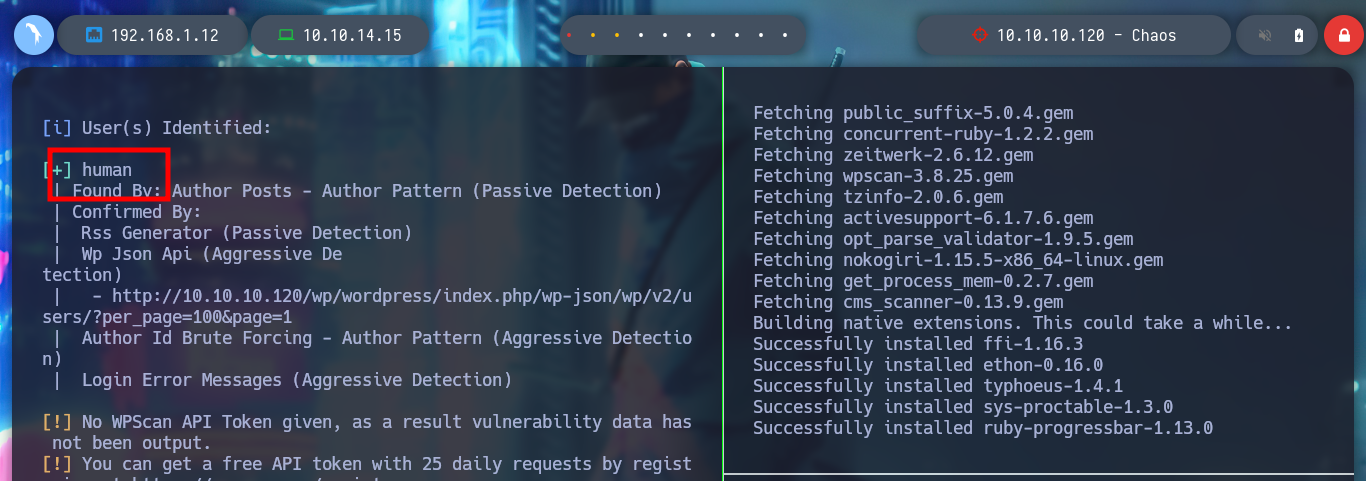 192.168.1.12
10.10.14.15
10.10.10.120 - Chaos
[i] User(s) Identified:
[+] human
| Found By: Author Posts - Author Pattern (Passive Detection)
| Confirmed By:
|  Rss Generator (Passive Detection)
|  Wp Json Api (Aggressive De
tection)
|   - http://10.10.10.120/wp/wordpress/index.php/wp-json/wp/v2/u
sers/?per_page=100&page=1
|  Author Id Brute Forcing - Author Pattern (Aggressive Detectio
n)
|  Login Error Messages (Aggressive Detection)
[!] No WPScan API Token given, as a result vulnerability data has
not been output.
[!] You can get a free API token with 25 daily requests by regist
Fetching public_suffix-5.0.4.gem
Fetching concurrent-ruby-1.2.2.gem
Fetching zeitwerk-2.6.12.gem
Fetching wpscan-3.8.25.gem
Fetching tzinfo-2.0.6.gem
Fetching activesupport-6.1.7.6.gem
Fetching opt_parse_validator-1.9.5.gem
Fetching nokogiri-1.15.5-x86_64-linux.gem
Fetching get_process_mem-0.2.7.gem
Fetching cms_scanner-0.13.9.gem
Building native extensions. This could take a while...
Successfully installed ffi-1.16.3
Successfully installed ethon-0.16.0
Successfully installed typhoeus-1.4.1
Successfully installed sys-proctable-1.3.0
Successfully installed ruby-progressbar-1.13.0